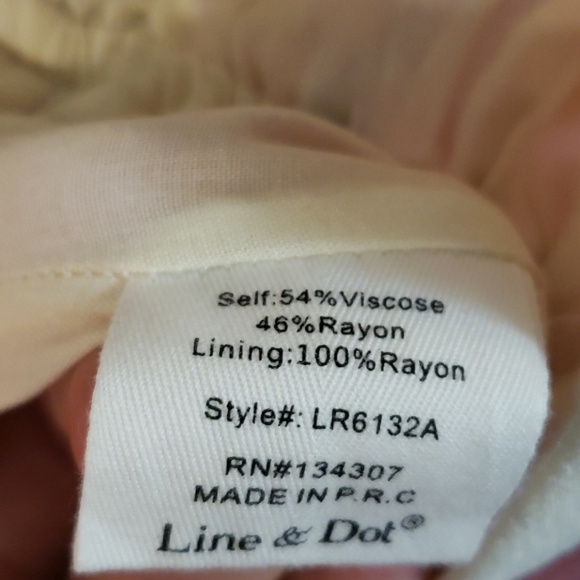 Self:54%Viscose
46%Rayon
Lining:100%Rayon
Style#: LR6132A
RN#134307
MADE IN P.R.C
Line & Dot®